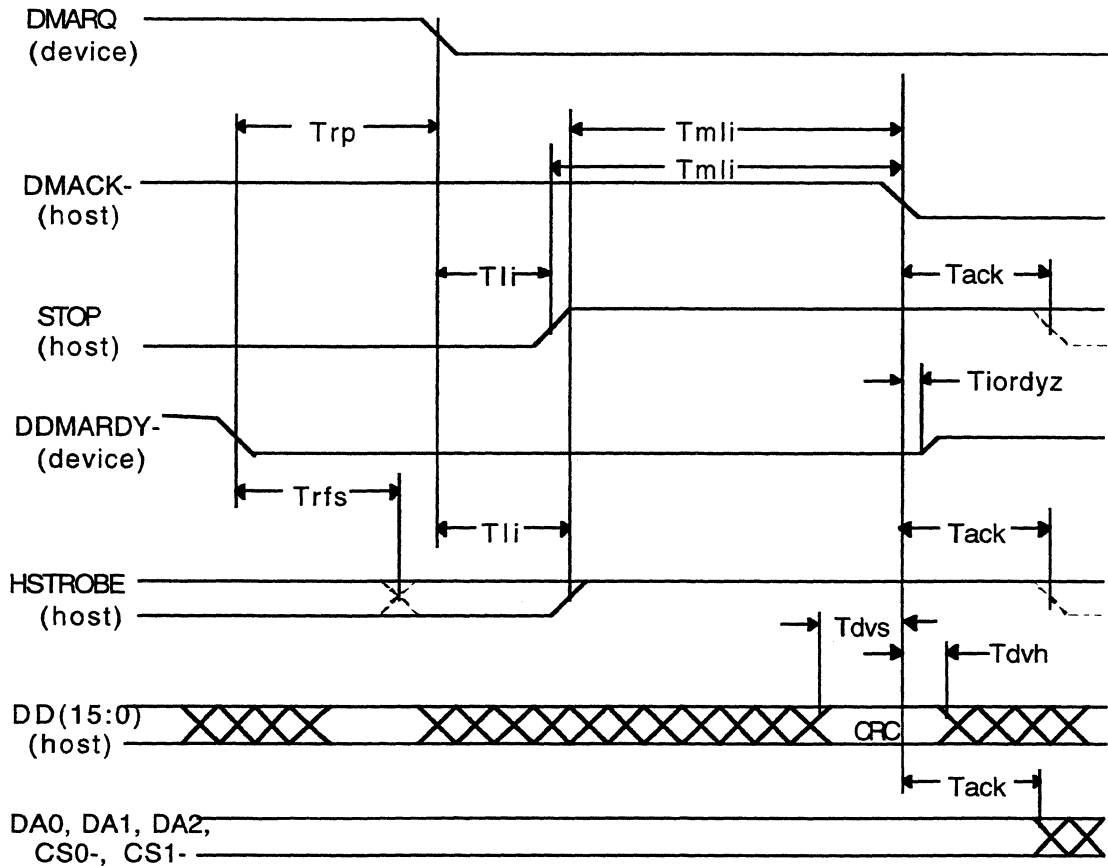 DMARQ
(device)
Trp
Tmli
Tmli
DMACK-
(host)
Tli
Tack
STOP
(host)
Tiordyz
DDMARDY-
(device)
Trfs
Tli
Tack
HSTROBE
(host)
Tdvs
Tdvh
DD(15:0)
(host)
CRC
Tack
DA0, DA1, DA2,
CS0-, CS1-